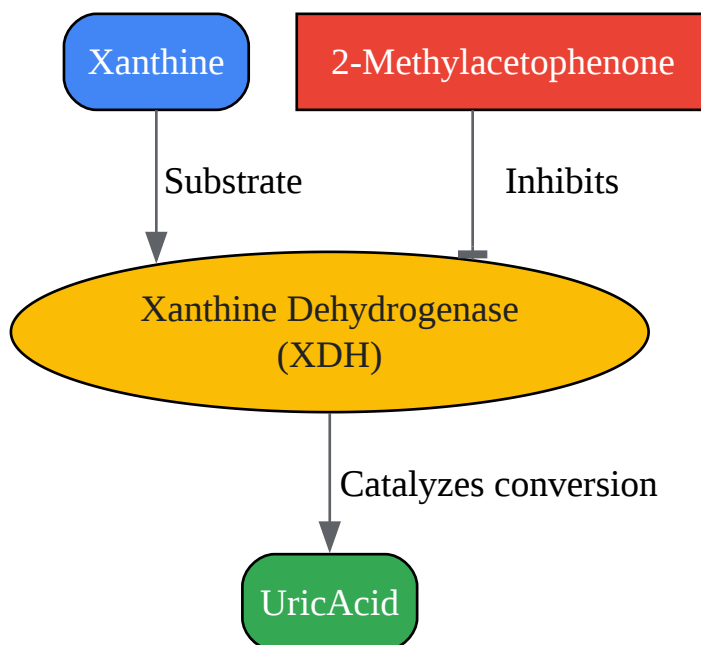 Xanthine
2-Methylacetophenone
Substrate
Inhibits
Xanthine Dehydrogenase
(XDH)
Catalyzes conversion
UricAcid